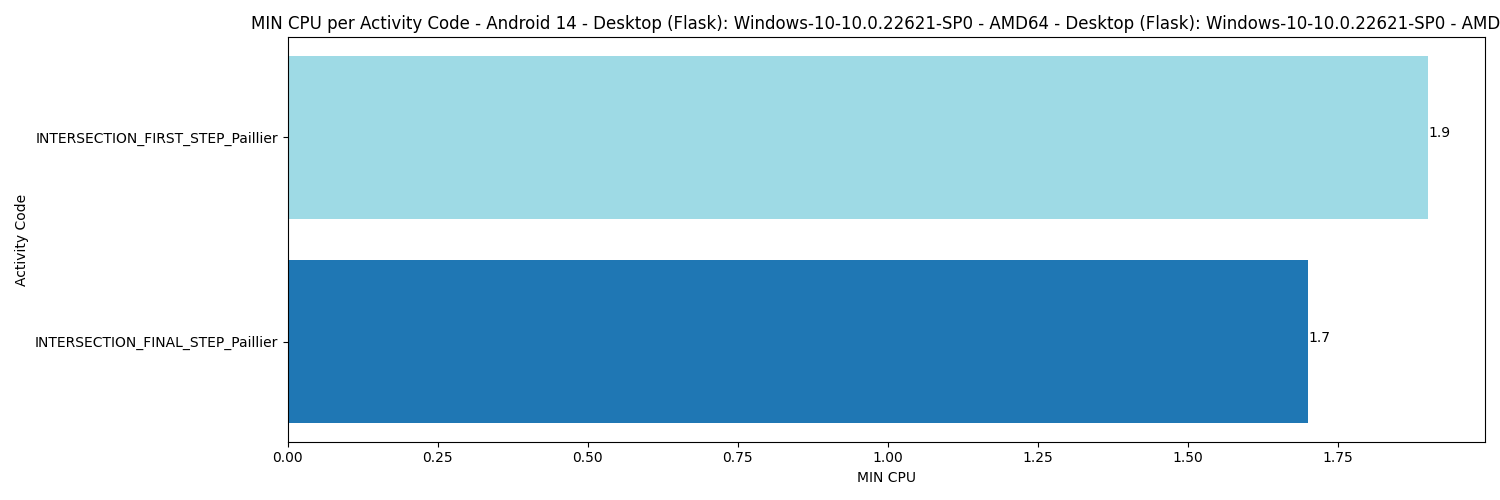 MIN CPU per Activity Code - Android 14 - Desktop (Flask): Windows-10-10.0.22621-SP0 - AMD64 - Desktop (Flask): Windows-10-10.0.22621-SP0 - AMD
INTERSECTION_FIRST_STEP_Paillier
1.9
Activity Code
INTERSECTION_FINAL_STEP_Paillier
1.7
0.00 0.25 0.50 0.75 1.00 1.25 1.50 1.75
MIN CPU